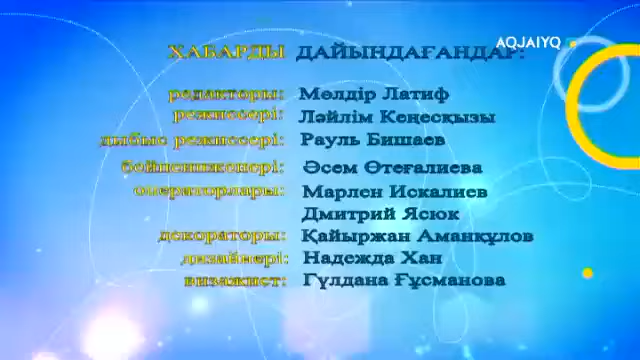 AQJAIYQ
ХАБАРДЫ ДАЙЫНДАҒАНДАР:
редакторы: Мөлдір Латиф
режиссері: Ләйлім Кеңесқызы
дыбыс режиссері: Рауль Бишаев
бейнеинженері: Әсем Өтеғалиева
операторлары: Марлен Искалиев
Дмитрий Ясюк
декораторы: Қайыржан Аманқұлов
дизайнері: Надежда Хан
визажист: Гүлдана Ғұсманова